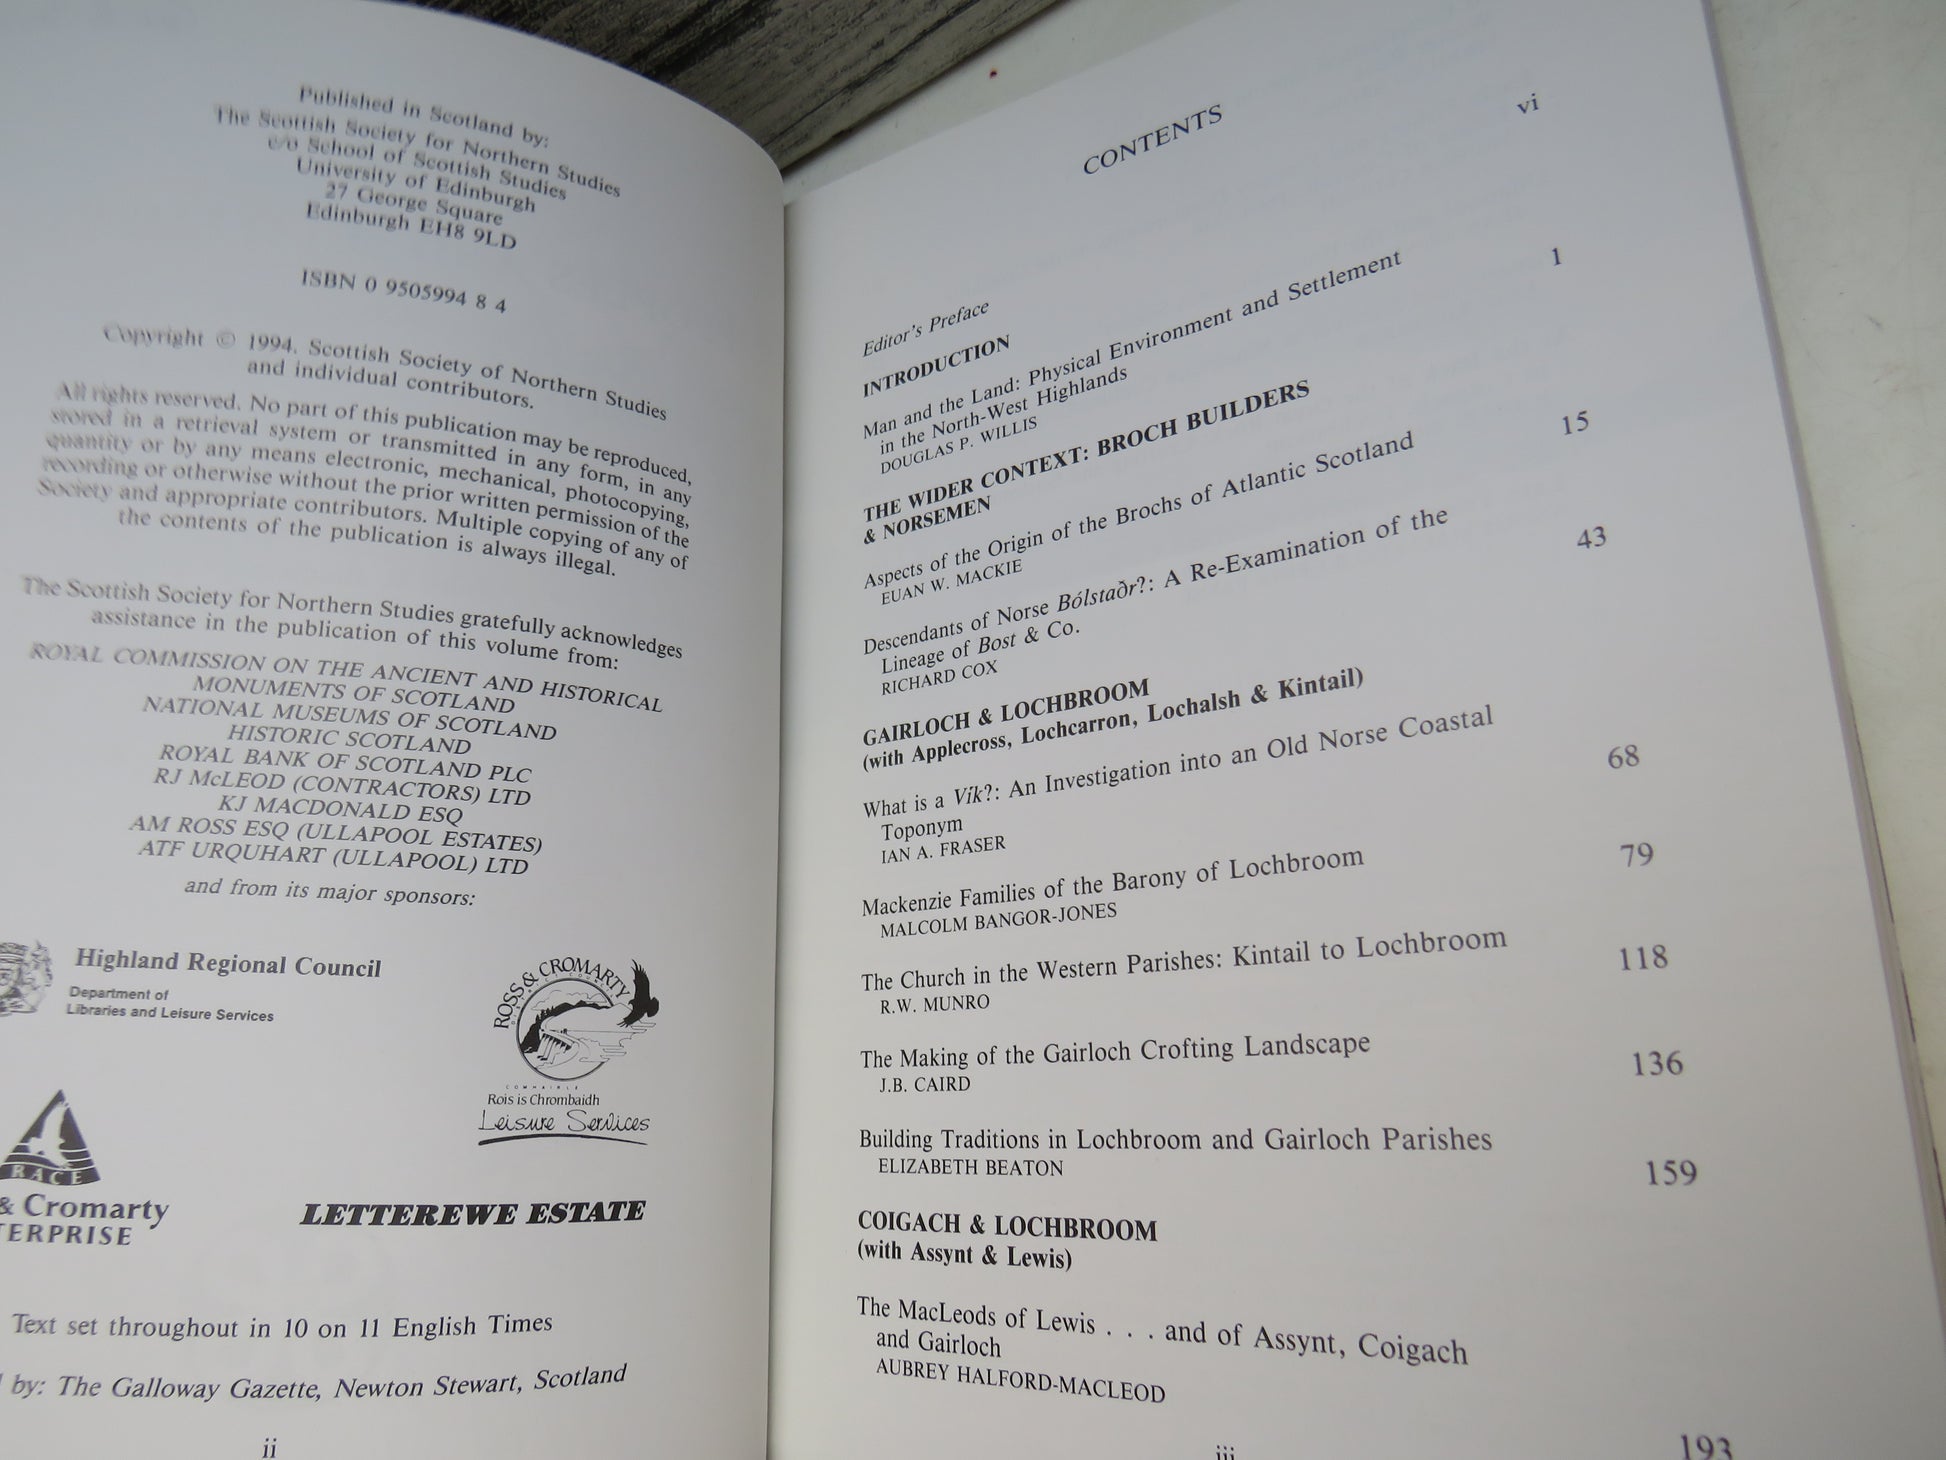 Published in Scotland by:
The Scottish Society for Northern Studies
c/o School of Scottish Studies
University of Edinburgh
27 George Square
Edinburgh EH8 9LD
ISBN 0 9505994 8 4
Copyright © 1994. Scottish Society of Northern Studies
and individual contributors.
All rights reserved. No part of this publication may be reproduced,
stored in a retrieval system or transmitted in any form, in any
quantity or by any means electronic, mechanical, photocopying,
recording or otherwise without the prior written permission of the
Society and appropriate contributors. Multiple copying of any of
the contents of the publication is always illegal.
The Scottish Society for Northern Studies gratefully acknowledges
assistance in the publication of this volume from:
ROYAL COMMISSION ON THE ANCIENT AND HISTORICAL
MONUMENTS OF SCOTLAND
NATIONAL MUSEUMS OF SCOTLAND
HISTORIC SCOTLAND
ROYAL BANK OF SCOTLAND PLC
RJ McLEOD (CONTRACTORS) LTD
KJ MACDONALD ESQ
AM ROSS ESQ (ULLAPOOL ESTATES)
ATF URQUHART (ULLAPOOL) LTD
and from its major sponsors:
Highland Regional Council
Department of
Libraries and Leisure Services
ROSS & CROMARTY
COMHAIRLE
Rois is Chrombaidh
Leisure Services
RACE
& Cromarty
TERPRISE
LETTEREWE ESTATE
Text set throughout in 10 on 11 English Times
by: The Galloway Gazette, Newton Stewart, Scotland
ii
CONTENTS
Editor's Preface vi
INTRODUCTION
Man and the Land: Physical Environment and Settlement 1
in the North-West Highlands
DOUGLAS P. WILLIS
THE WIDER CONTEXT: BROCH BUILDERS
& NORSEMEN
Aspects of the Origin of the Brochs of Atlantic Scotland 15
EUAN W. MACKIE
Descendants of Norse Bólstaðr?: A Re-Examination of the 43
Lineage of Bost & Co.
RICHARD COX
GAIRLOCH & LOCHBROOM
(with Applecross, Lochcarron, Lochalsh & Kintail)
What is a Vík?: An Investigation into an Old Norse Coastal 68
Toponym
IAN A. FRASER
Mackenzie Families of the Barony of Lochbroom 79
MALCOLM BANGOR-JONES
The Church in the Western Parishes: Kintail to Lochbroom 118
R.W. MUNRO
The Making of the Gairloch Crofting Landscape 136
J.B. CAIRD
Building Traditions in Lochbroom and Gairloch Parishes 159
ELIZABETH BEATON
COIGACH & LOCHBROOM
(with Assynt & Lewis)
The MacLeods of Lewis . . . and of Assynt, Coigach 193
and Gairloch
AUBREY HALFORD-MACLEOD
iii